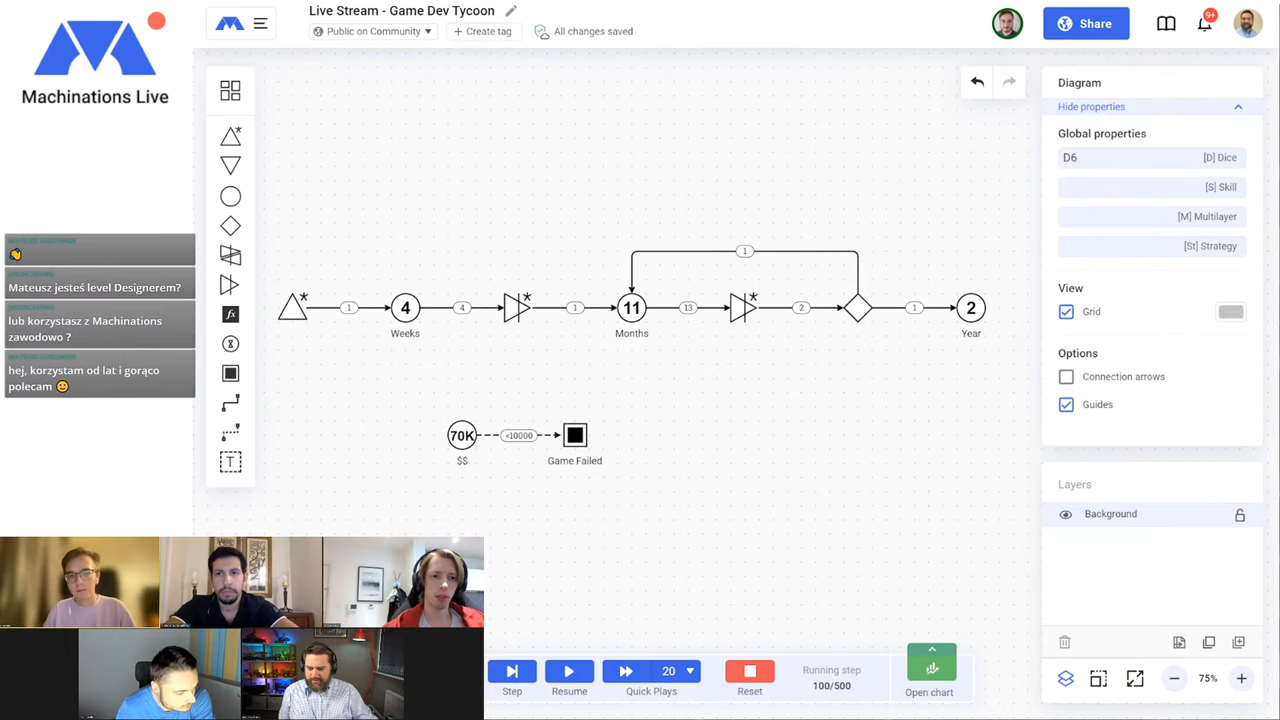 Machinations Live
Live Stream - Game Dev Tycoon
Public on Community
+ Create tag
All changes saved
Share
9+
Mateusz jesteś level Designerem?
lub korzystasz z Machinations
zawodowo ?
hej, korzystam od lat i gorąco
polecam 🙂
fx
T
1
1
4
4
1
11
13
2
1
2
Weeks
Months
Year
70K
<10000
$$
Game Failed
Diagram
Hide properties
Global properties
D6
[D] Dice
[S] Skill
[M] Multilayer
[St] Strategy
View
Grid
Options
Connection arrows
Guides
Layers
Background
Step
Resume
20
Quick Plays
Reset
Running step
100/500
Open chart
75%